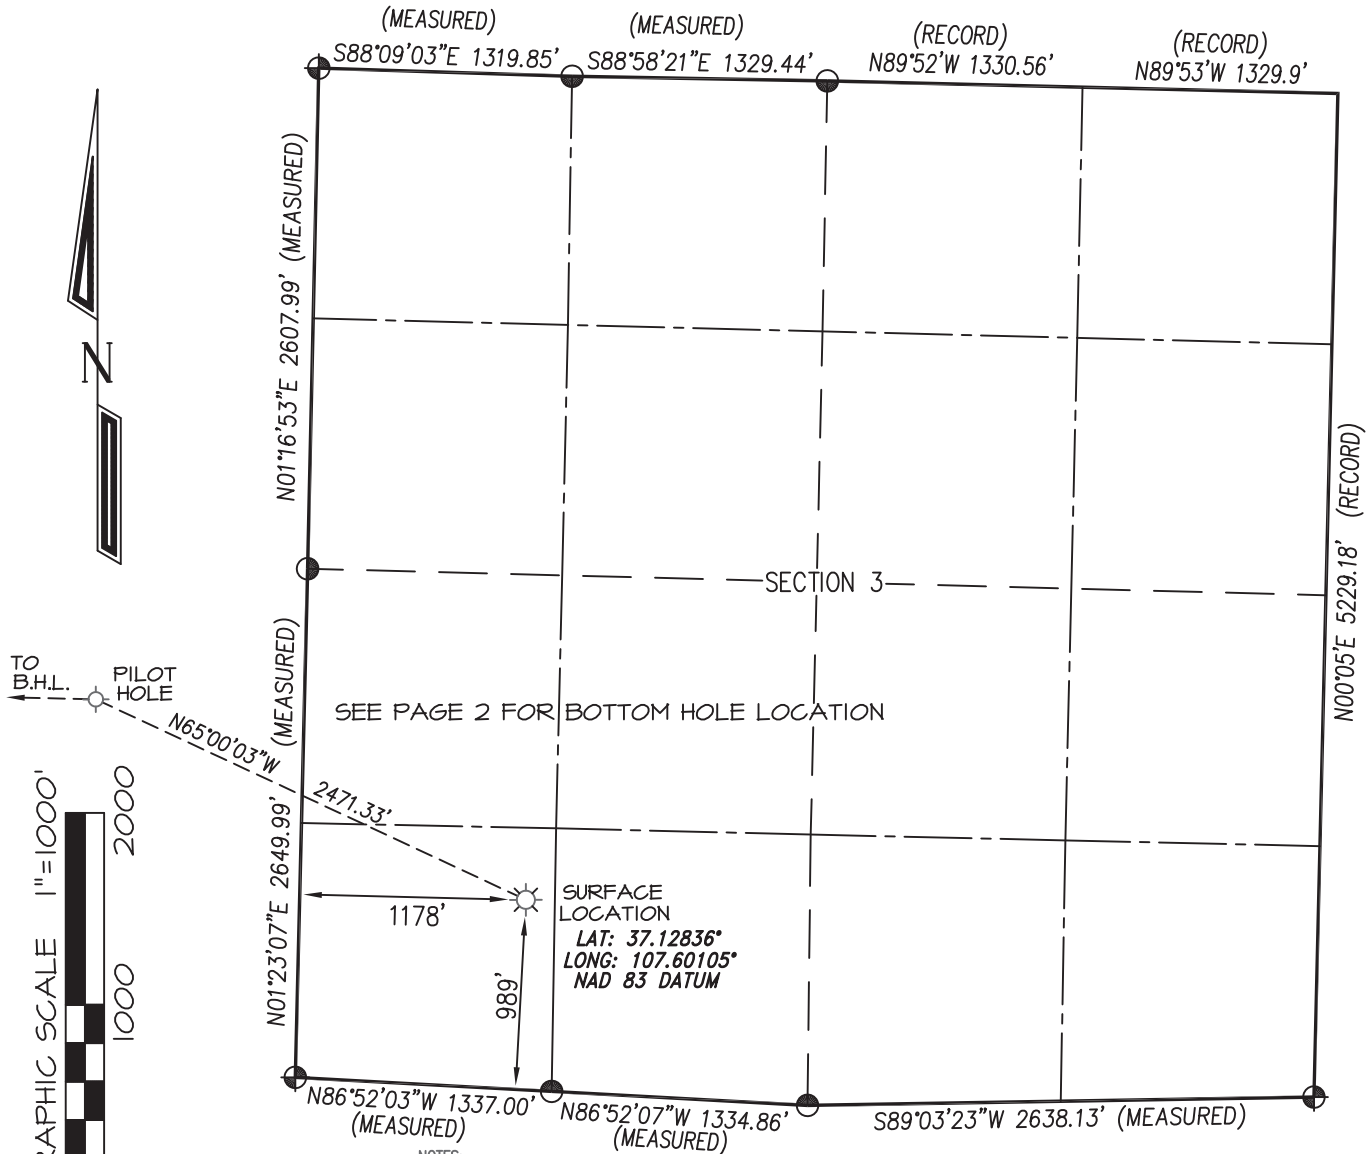 (MEASURED)
S88°09'03"E 1319.85'
(MEASURED)
S88°58'21"E 1329.44'
(RECORD)
N89°52'W 1330.56'
(RECORD)
N89°53'W 1329.9'
N01°16'53"E 2607.99' (MEASURED)
N
N00°05'E 5229.18' (RECORD)
SECTION 3
TO
B.H.L.
PILOT
HOLE
N65°00'03"W
2471.33'
SEE PAGE 2 FOR BOTTOM HOLE LOCATION
N01°23'07"E 2649.99' (MEASURED)
RAPHIC SCALE 1"=1000'
1000
2000
1178'
989'
SURFACE
LOCATION
LAT: 37.12836°
LONG: 107.60105°
NAD 83 DATUM
N86°52'03"W 1337.00'
(MEASURED)
N86°52'07"W 1334.86'
(MEASURED)
S89°03'23"W 2638.13' (MEASURED)
NOTES